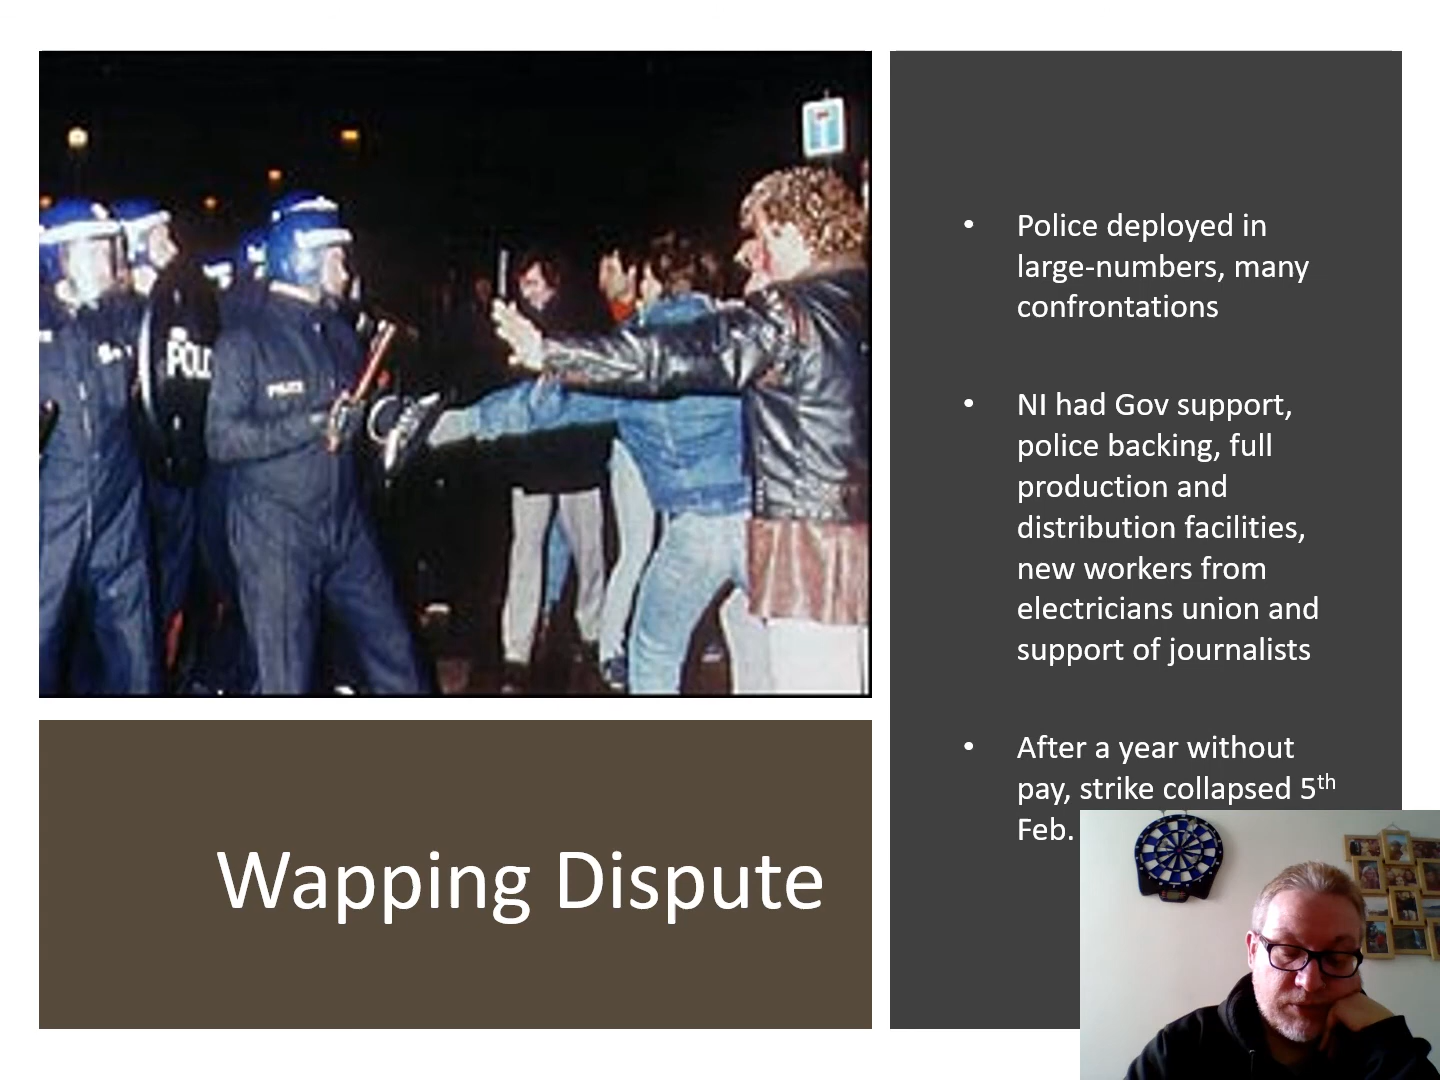 POLI
POLICE
• Police deployed in
large-numbers, many
confrontations
• NI had Gov support,
police backing, full
production and
distribution facilities,
new workers from
electricians union and
support of journalists
• After a year without
pay, strike collapsed 5th
Feb.
Wapping Dispute